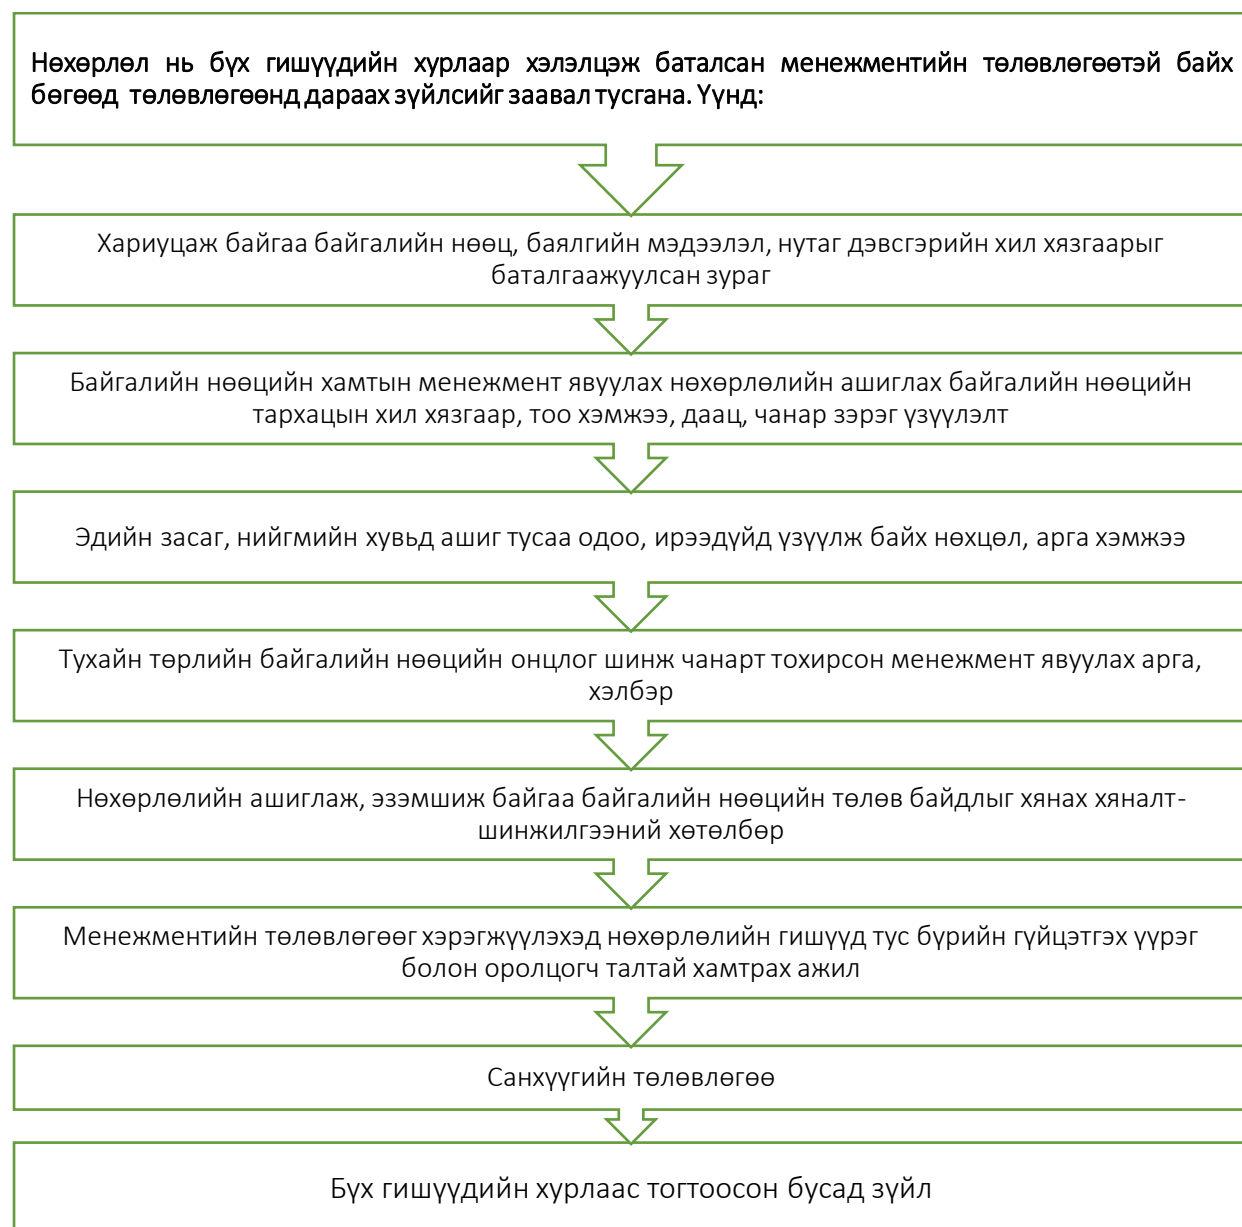 Нөхөрлөл нь бүх гишүүдийн хурлаар хэлэлцэж баталсан менежментийн төлөвлөгөөтэй байх
бөгөөд төлөвлөгөөнд дараах зүйлсийг заавал тусгана. Үүнд:
Хариуцаж байгаа байгалийн нөөц, баялгийн мэдээлэл, нутаг дэвсгэрийн хил хязгаарыг
баталгаажуулсан зураг
Байгалийн нөөцийн хамтын менежмент явуулах нөхөрлөлийн ашиглах байгалийн нөөцийн
тархацын хил хязгаар, тоо хэмжээ, даац, чанар зэрэг үзүүлэлт
Эдийн засаг, нийгмийн хувьд ашиг тусаа одоо, ирээдүйд үзүүлж байх нөхцөл, арга хэмжээ
Тухайн төрлийн байгалийн нөөцийн онцлог шинж чанарт тохирсон менежмент явуулах арга,
хэлбэр
Нөхөрлөлийн ашиглаж, эзэмшиж байгаа байгалийн нөөцийн төлөв байдлыг хянах хяналт-
шинжилгээний хөтөлбөр
Менежментийн төлөвлөгөөг хэрэгжүүлэхэд нөхөрлөлийн гишүүд тус бүрийн гүйцэтгэх үүрэг
болон оролцогч талтай хамтрах ажил
Санхүүгийн төлөвлөгөө
Бүх гишүүдийн хурлаас тогтоосон бусад зүйл